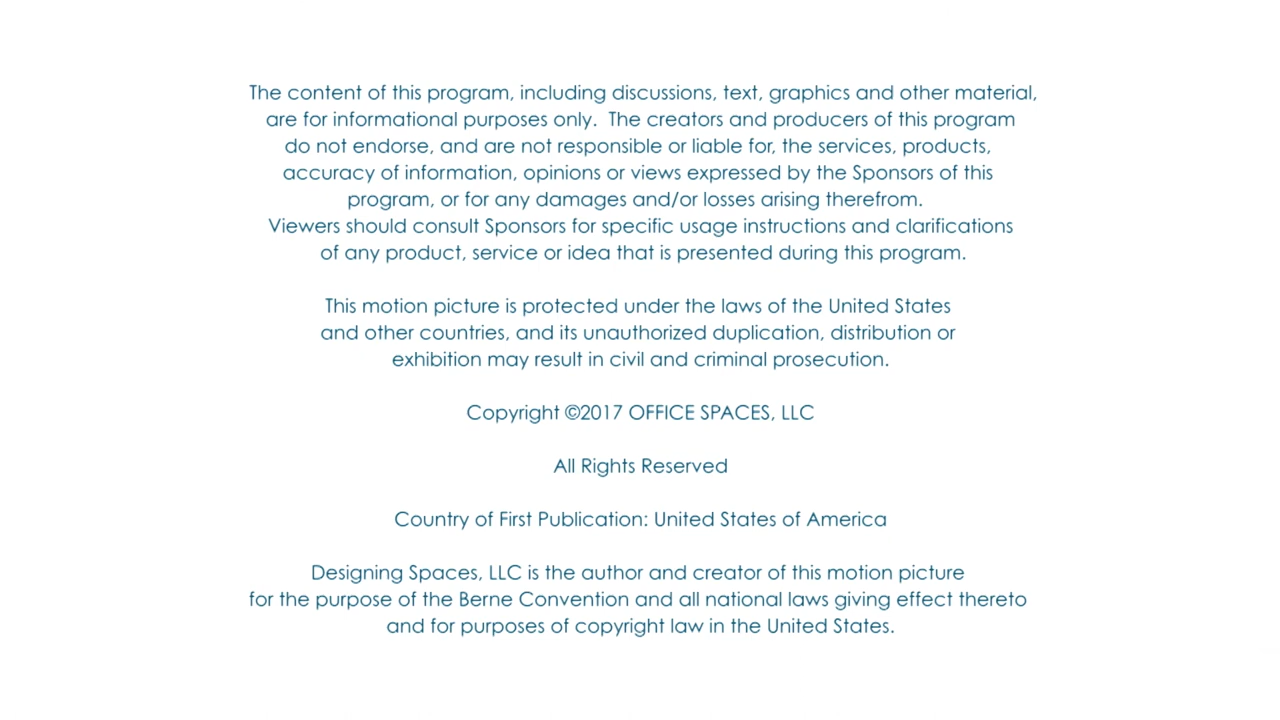 The content of this program, including discussions, text, graphics and other material,
are for informational purposes only.  The creators and producers of this program
do not endorse, and are not responsible or liable for, the services, products,
accuracy of information, opinions or views expressed by the Sponsors of this
program, or for any damages and/or losses arising therefrom.
Viewers should consult Sponsors for specific usage instructions and clarifications
of any product, service or idea that is presented during this program.
This motion picture is protected under the laws of the United States
and other countries, and its unauthorized duplication, distribution or
exhibition may result in civil and criminal prosecution.
Copyright ©2017 OFFICE SPACES, LLC
All Rights Reserved
Country of First Publication: United States of America
Designing Spaces, LLC is the author and creator of this motion picture
for the purpose of the Berne Convention and all national laws giving effect thereto
and for purposes of copyright law in the United States.